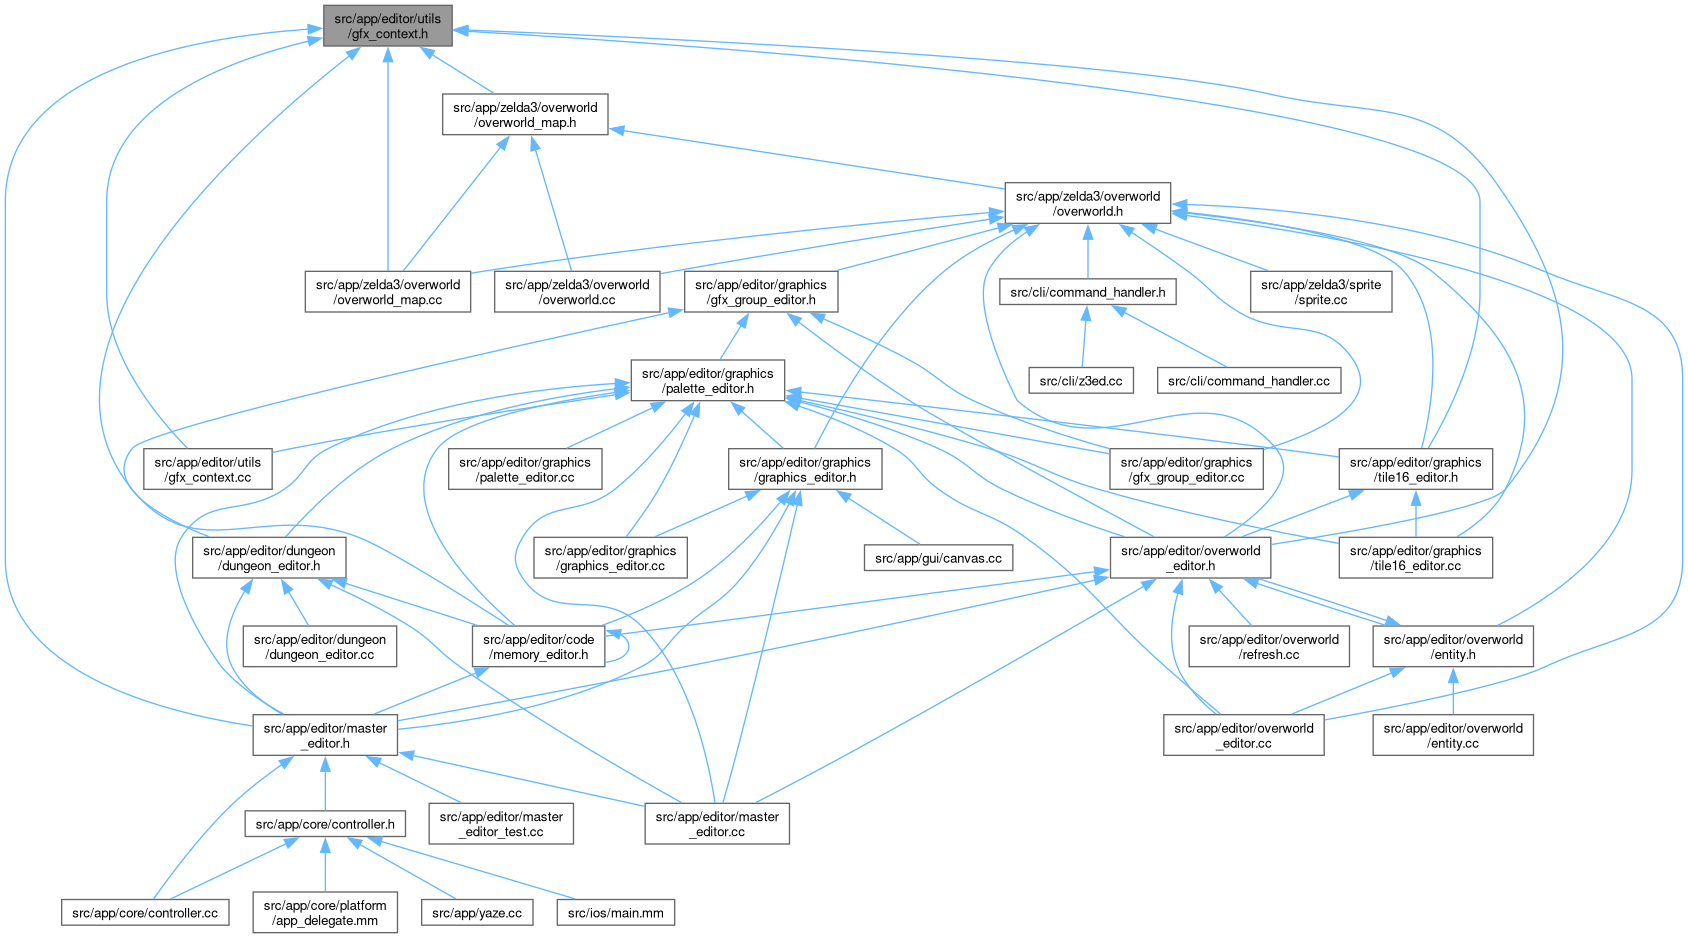 src/app/editor/utils
/gfx_context.h
src/app/zelda3/overworld
/overworld_map.h
src/app/zelda3/overworld
/overworld.h
src/app/zelda3/overworld
/overworld_map.cc
src/app/zelda3/overworld
/overworld.cc
src/app/editor/graphics
/gfx_group_editor.h
src/cli/command_handler.h
src/app/zelda3/sprite
/sprite.cc
src/app/editor/graphics
/palette_editor.h
src/cli/z3ed.cc
src/cli/command_handler.cc
src/app/editor/utils
/gfx_context.cc
src/app/editor/graphics
/palette_editor.cc
src/app/editor/graphics
/graphics_editor.h
src/app/editor/graphics
/gfx_group_editor.cc
src/app/editor/graphics
/tile16_editor.h
src/app/editor/dungeon
/dungeon_editor.h
src/app/editor/graphics
/graphics_editor.cc
src/app/gui/canvas.cc
src/app/editor/overworld
_editor.h
src/app/editor/graphics
/tile16_editor.cc
src/app/editor/dungeon
/dungeon_editor.cc
src/app/editor/code
/memory_editor.h
src/app/editor/overworld
/refresh.cc
src/app/editor/overworld
/entity.h
src/app/editor/master
_editor.h
src/app/editor/overworld
_editor.cc
src/app/editor/overworld
/entity.cc
src/app/core/controller.h
src/app/editor/master
_editor_test.cc
src/app/editor/master
_editor.cc
src/app/core/controller.cc
src/app/core/platform
/app_delegate.mm
src/app/yaze.cc
src/ios/main.mm